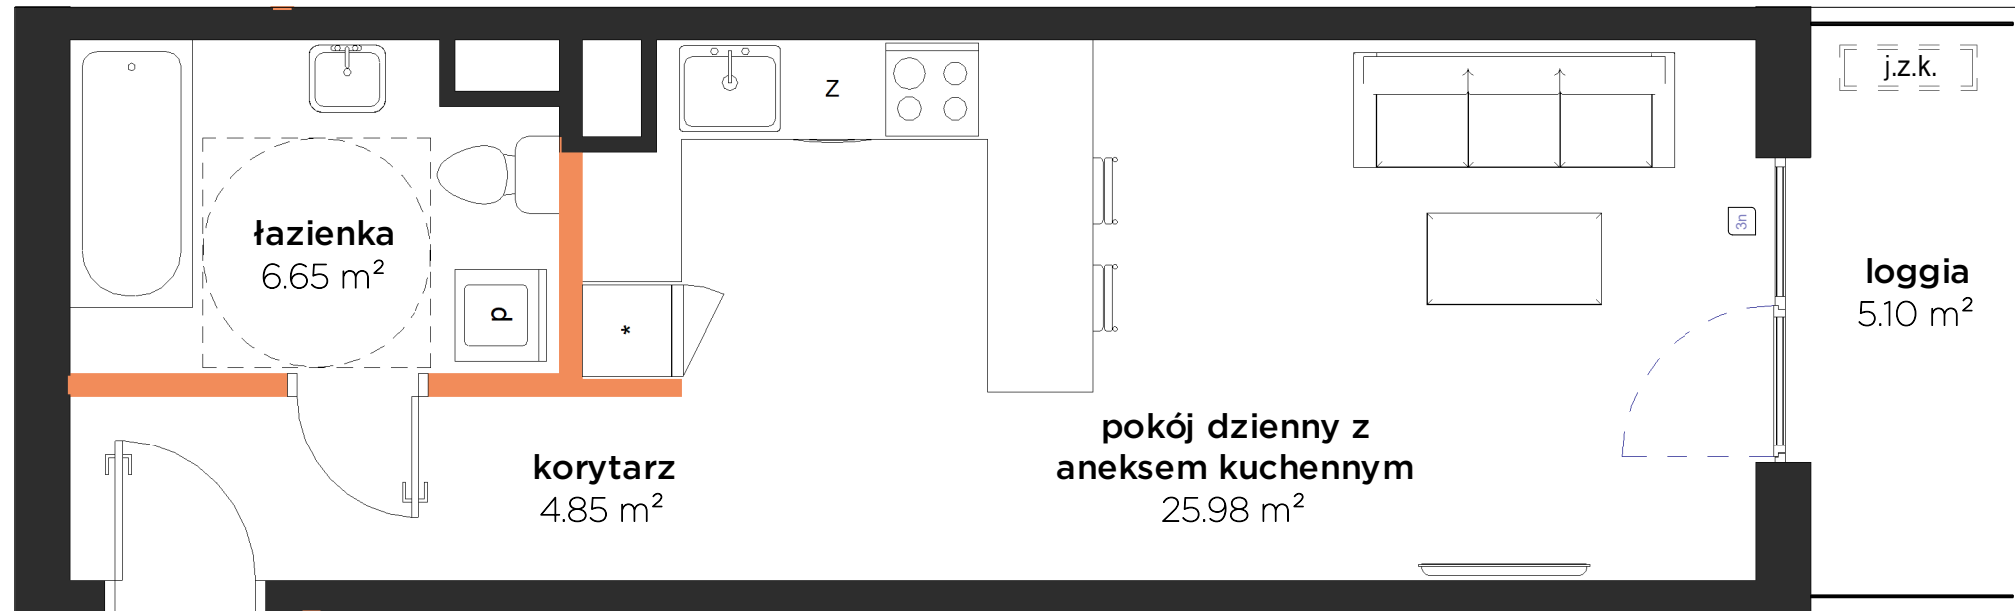 j.z.k.
z
łazienka
6.65 m²
p
*
3n
loggia
5.10 m²
korytarz
4.85 m²
pokój dzienny z
aneksem kuchennym
25.98 m²